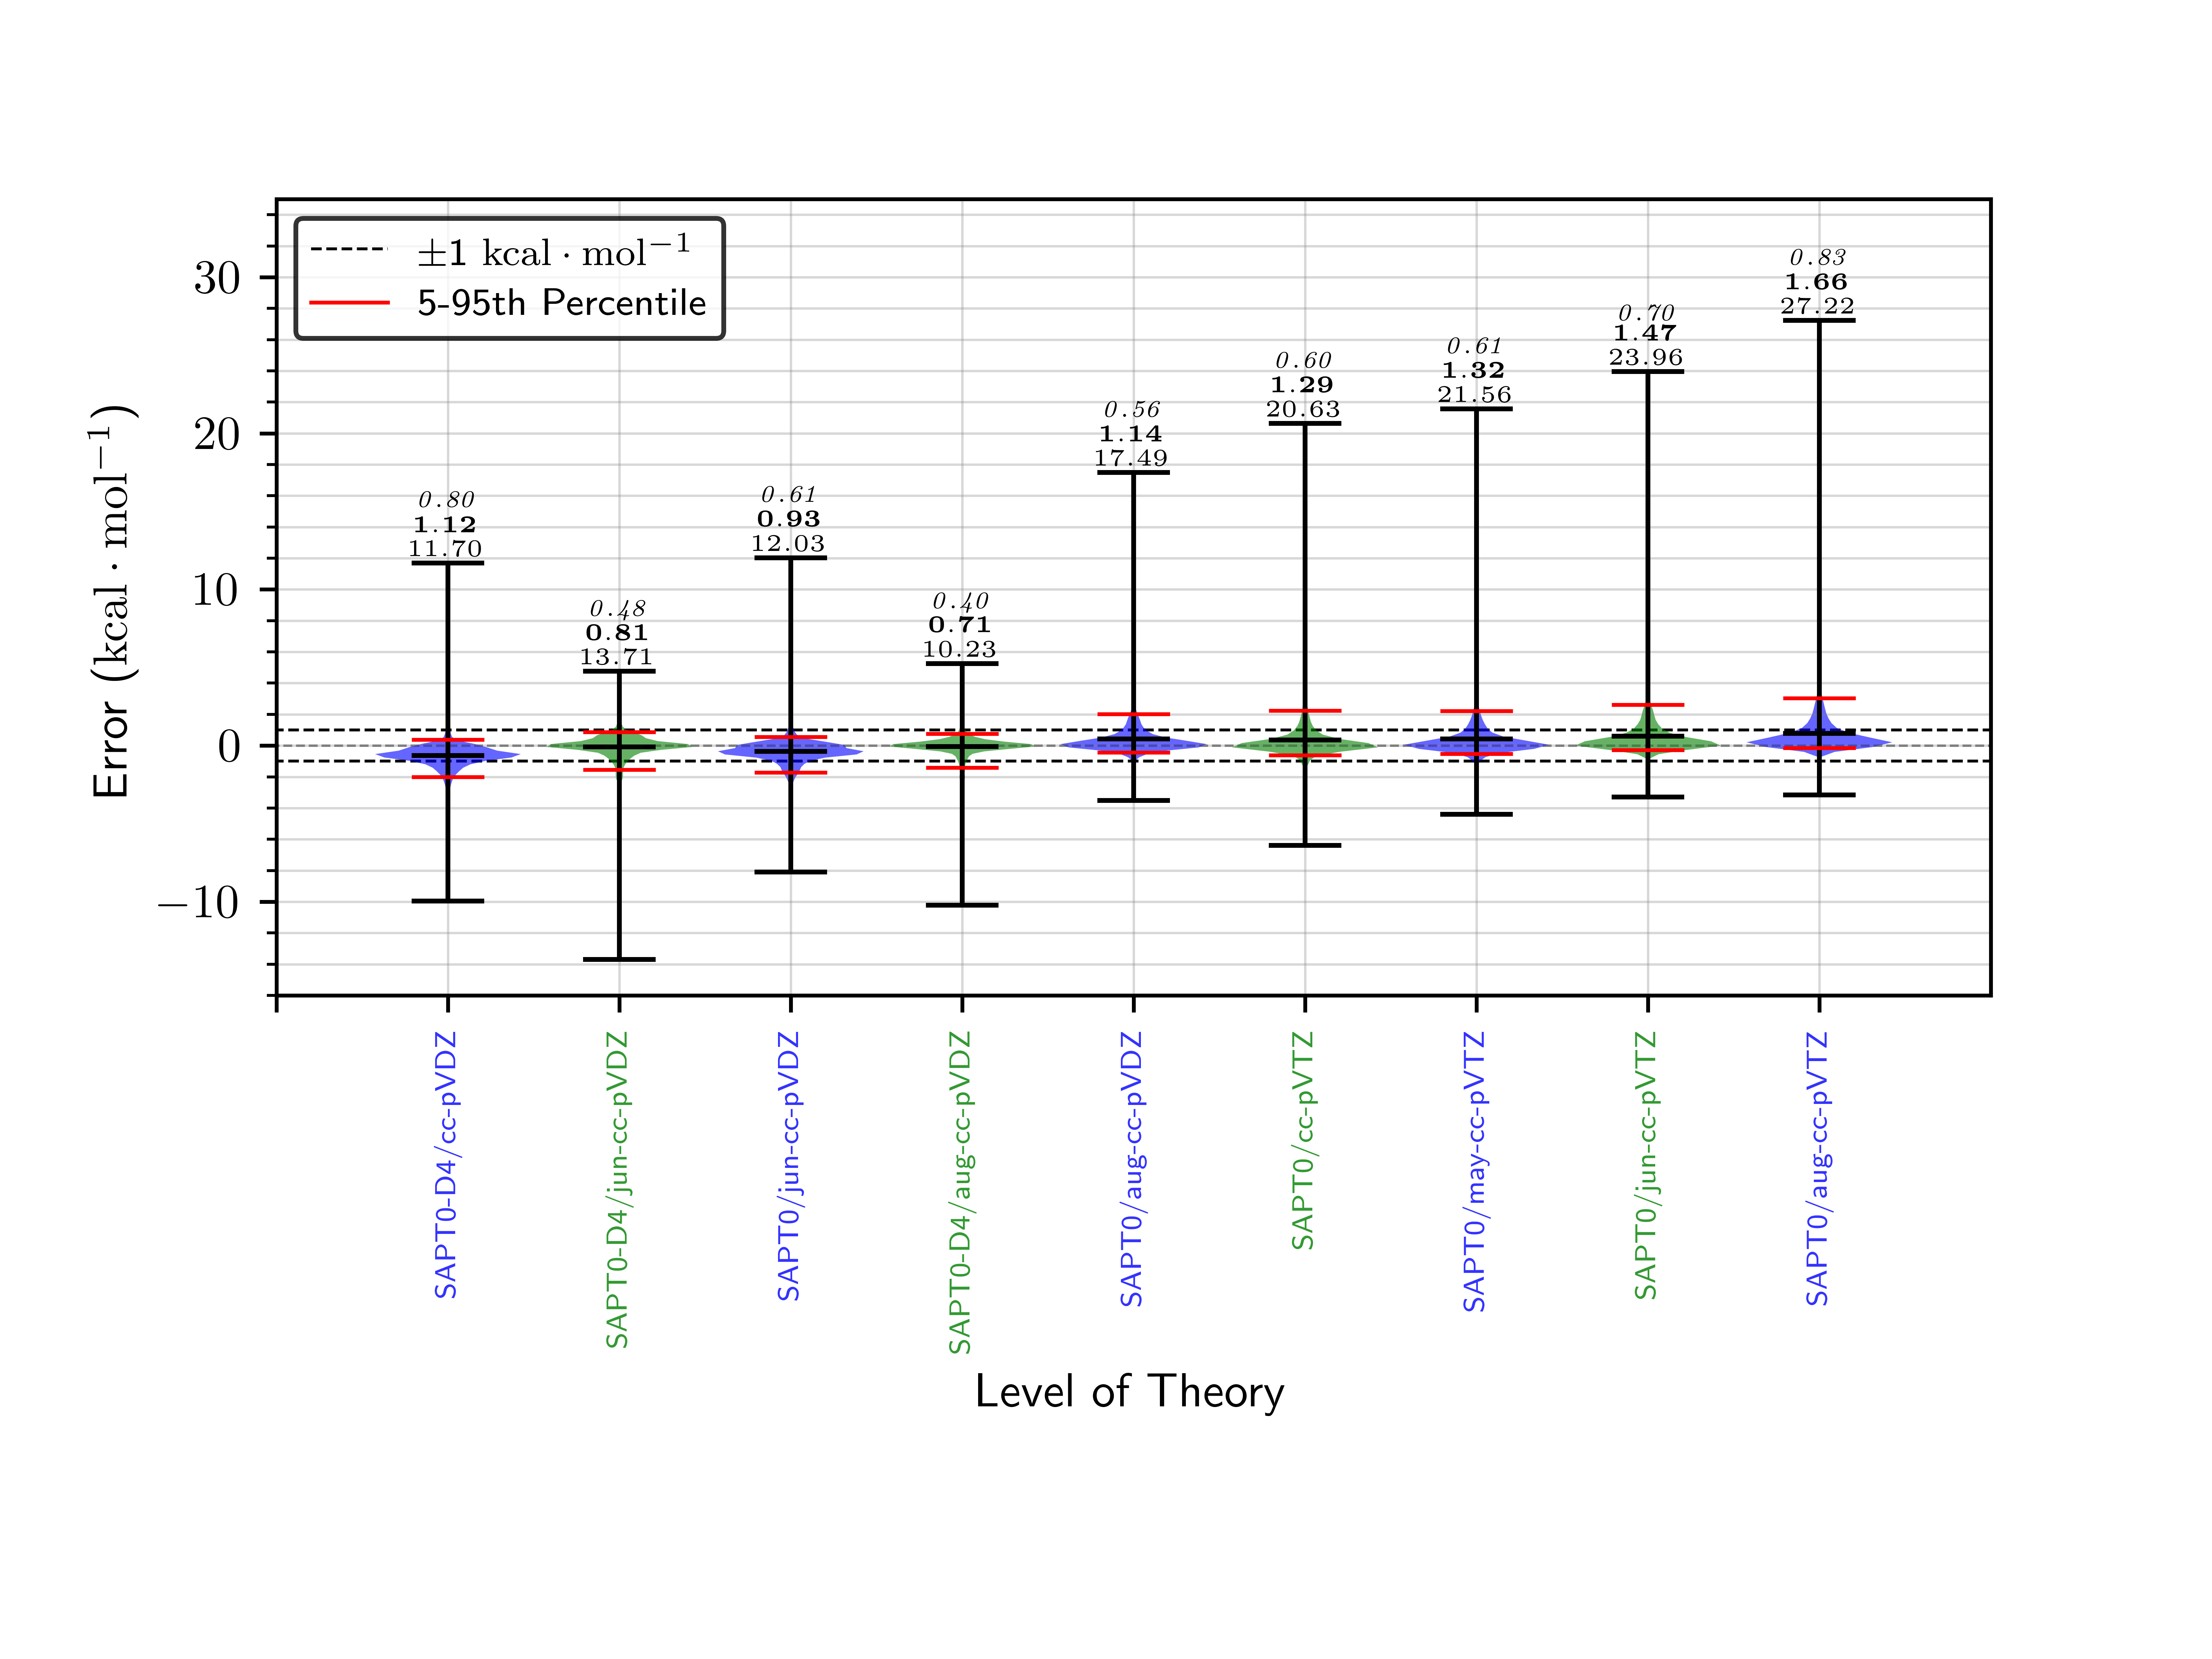 ±1 kcal · mol⁻¹
5-95th Percentile
Error (kcal · mol⁻¹)
30
20
10
0
−10
0.80
1.12
11.70
0.48
0.81
13.71
0.61
0.93
12.03
0.40
0.71
10.23
0.56
1.14
17.49
0.60
1.29
20.63
0.61
1.32
21.56
0.70
1.47
23.96
0.83
1.66
27.22
SAPT0-D4/cc-pVDZ
SAPT0-D4/jun-cc-pVDZ
SAPT0/jun-cc-pVDZ
SAPT0-D4/aug-cc-pVDZ
SAPT0/aug-cc-pVDZ
SAPT0/cc-pVTZ
SAPT0/may-cc-pVTZ
SAPT0/jun-cc-pVTZ
SAPT0/aug-cc-pVTZ
Level of Theory